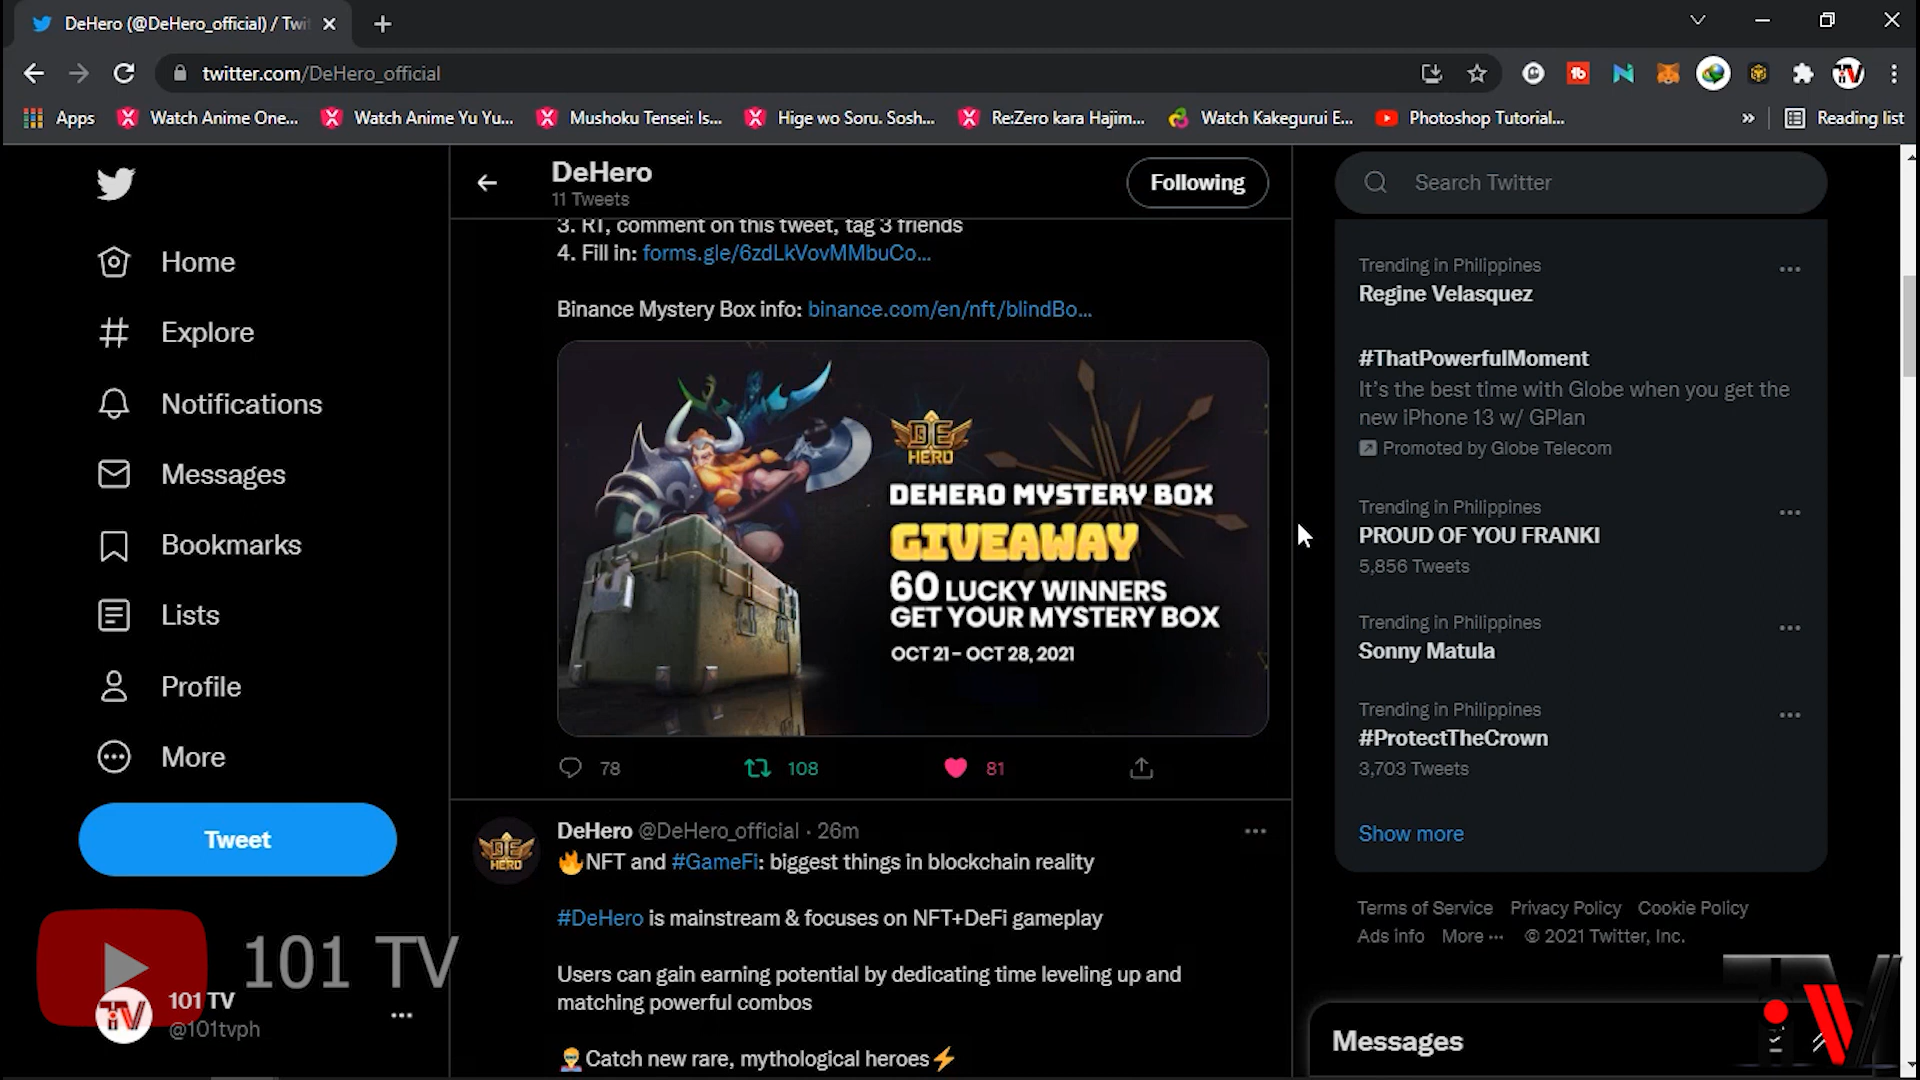 DeHero (@DeHero_official) / Twi
twitter.com/DeHero_official
Apps
Watch Anime One...
Watch Anime Yu Yu...
Mushoku Tensei: Is...
Hige wo Soru. Sosh...
Re:Zero kara Hajim...
Watch Kakegurui E...
Photoshop Tutorial...
»
Reading list
Home
Explore
Notifications
Messages
Bookmarks
Lists
Profile
More
Tweet
101 TV
101 TV
@101tvph
DeHero
11 Tweets
Following
3. RT, comment on this tweet, tag 3 friends
4. Fill in: forms.gle/6zdLkVovMMbuCo...
Binance Mystery Box info: binance.com/en/nft/blindBo...
DE
HERO
DEHERO MYSTERY BOX
GIVEAWAY
60 LUCKY WINNERS
GET YOUR MYSTERY BOX
OCT 21 - OCT 28, 2021
78
108
81
DE
HERO
DeHero @DeHero_official · 26m
🔥NFT and #GameFi: biggest things in blockchain reality
#DeHero is mainstream & focuses on NFT+DeFi gameplay
Users can gain earning potential by dedicating time leveling up and
matching powerful combos
🦸Catch new rare, mythological heroes⚡
Search Twitter
Trending in Philippines
Regine Velasquez
#ThatPowerfulMoment
It's the best time with Globe when you get the
new iPhone 13 w/ GPlan
Promoted by Globe Telecom
Trending in Philippines
PROUD OF YOU FRANKI
5,856 Tweets
Trending in Philippines
Sonny Matula
Trending in Philippines
#ProtectTheCrown
3,703 Tweets
Show more
Terms of Service Privacy Policy Cookie Policy
Ads info More ··· © 2021 Twitter, Inc.
Messages
TV